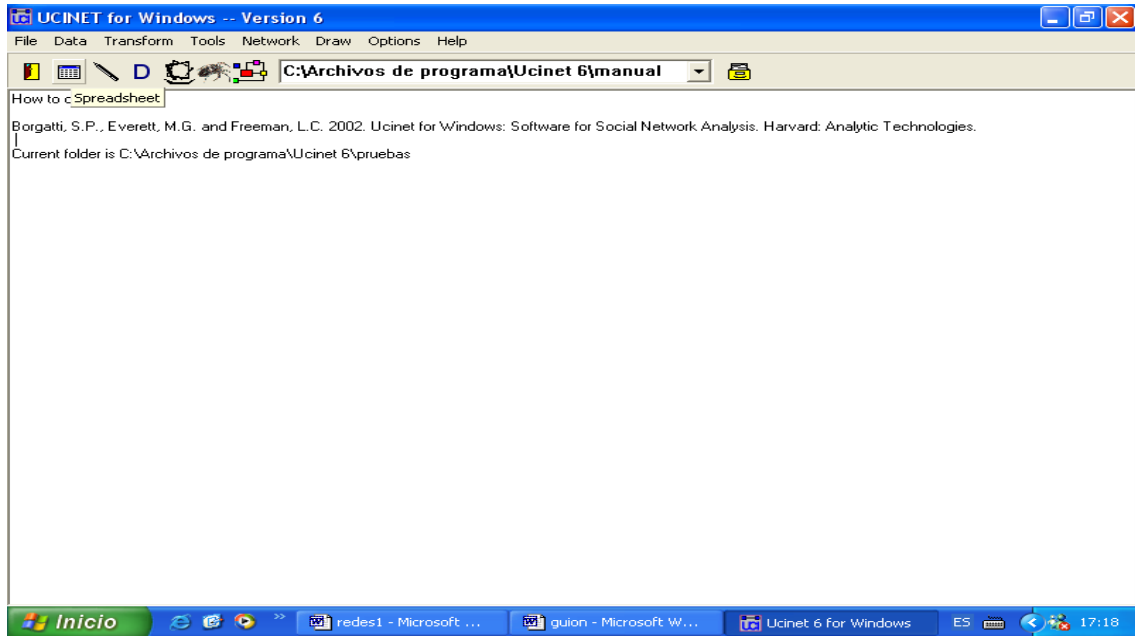 UCINET for Windows -- Version 6
File Data Transform Tools Network Draw Options Help
D C:\Archivos de programa\Ucinet 6\manual
How to c Spreadsheet
Borgatti, S.P., Everett, M.G. and Freeman, L.C. 2002. Ucinet for Windows: Software for Social Network Analysis. Harvard: Analytic Technologies.
Current folder is C:\Archivos de programa\Ucinet 6\pruebas
Inicio » redes1 - Microsoft ... guion - Microsoft W... Ucinet 6 for Windows ES 17:18